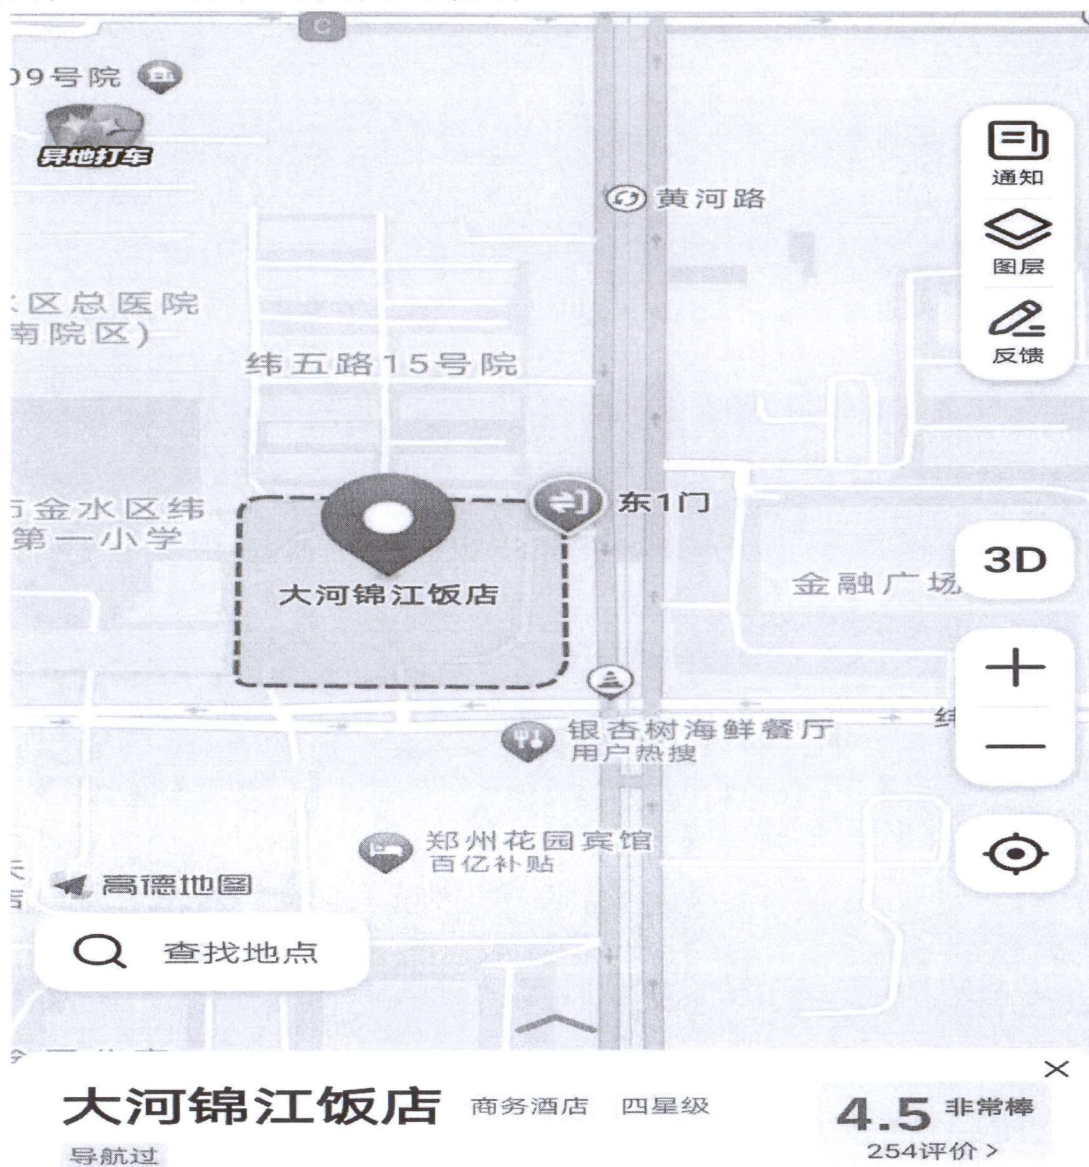 C
09号院
异地打车
通知
黄河路
图层
区总医院
南院区)
反馈
纬五路15号院
东1门
市金水区纬
第一小学
3D
金融广场
大河锦江饭店
银杏树海鲜餐厅
用户热搜
郑州花园宾馆
百亿补贴
高德地图
查找地点
大河锦江饭店 商务酒店 四星级 4.5 非常棒
导航过 254评价 >